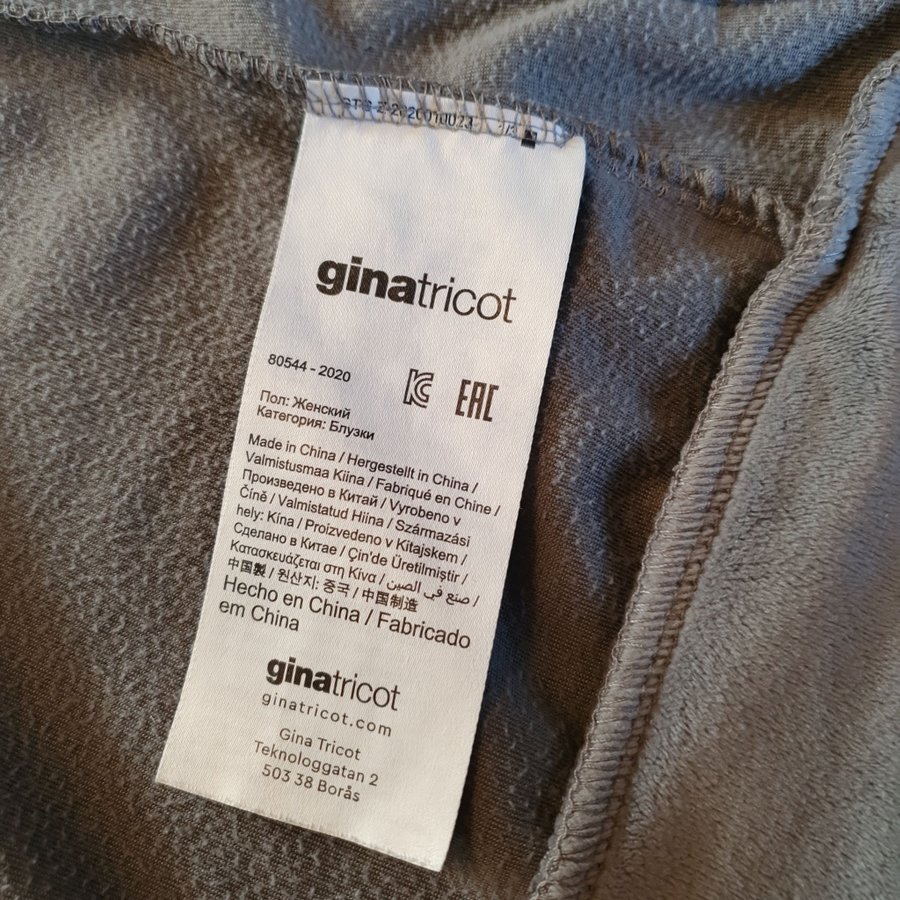 ginatricot
80544 - 2020
KC EAC
Пол: Женский
Категория: Блузки
Made in China / Hergestellt in China /
Valmistusmaa Kiina / Fabriqué en Chine /
Произведено в Китай / Vyrobeno v
Číně / Valmistatud Hiina / Származási
hely: Kína / Proizvedeno v Kitajskem /
Сделано в Китае / Çin'de Üretilmiştir /
Κατασκευάζεται στη Κίνα / صنع في الصين /
中国製 / 원산지: 중국 / 中国制造
Hecho en China / Fabricado
em China
ginatricot
ginatricot.com
Gina Tricot
Teknologgatan 2
503 38 Borås